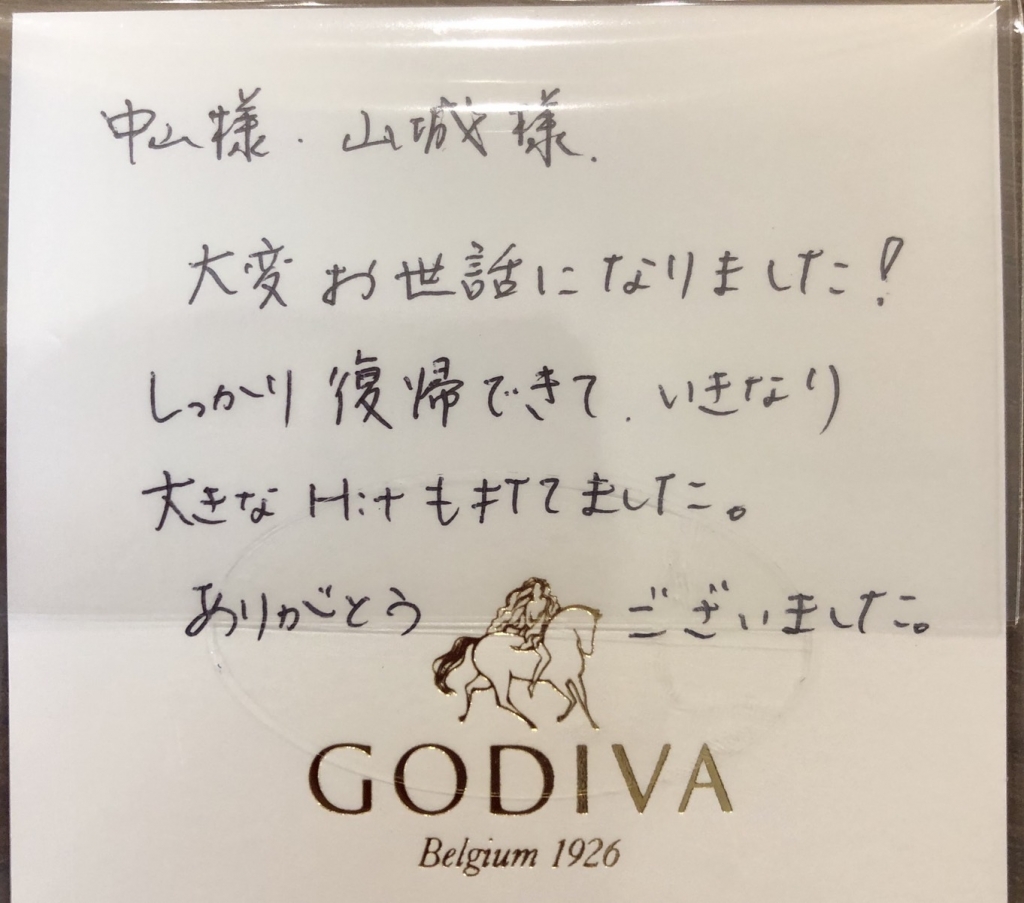 中山様. 山城様.
大変お世話になりました!
しっかり復帰できて、いきなり
大きなHitも打てました。
ありがとうございました。
GODIVA
Belgium 1926